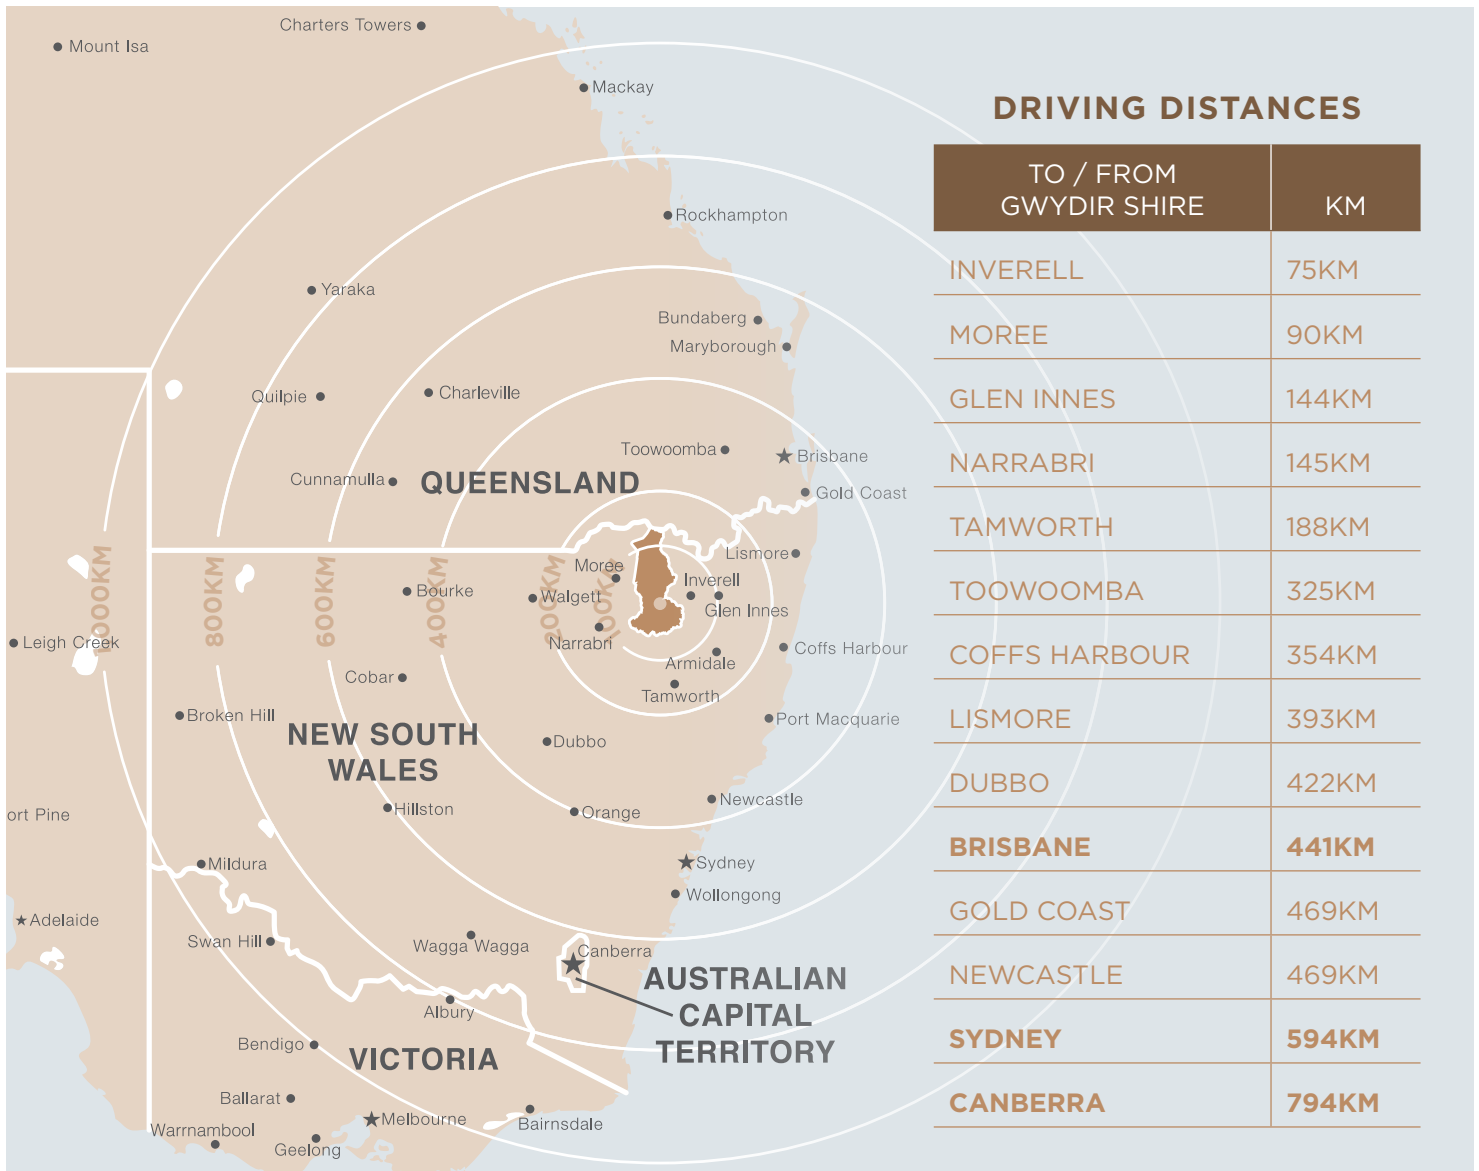 Charters Towers
Mount Isa
Mackay
Rockhampton
Yaraka
Bundaberg
Maryborough
Quilpie
Charleville
Toowoomba
Brisbane
Cunnamulla
QUEENSLAND
Gold Coast
Lismore
Moree
Inverell
Bourke
Walgett
Glen Innes
1000KM
800KM
600KM
400KM
200KM
100KM
Leigh Creek
Narrabri
Coffs Harbour
Armidale
Cobar
Tamworth
Broken Hill
Port Macquarie
NEW SOUTH
WALES
Dubbo
Newcastle
Hillston
Orange
ort Pine
Mildura
Sydney
Wollongong
Adelaide
Swan Hill
Wagga Wagga
Canberra
AUSTRALIAN
CAPITAL
TERRITORY
Albury
Bendigo
VICTORIA
Ballarat
Melbourne
Bairnsdale
Warrnambool
Geelong
DRIVING DISTANCES
TO / FROM
GWYDIR SHIRE KM
INVERELL 75KM
MOREE 90KM
GLEN INNES 144KM
NARRABRI 145KM
TAMWORTH 188KM
TOOWOOMBA 325KM
COFFS HARBOUR 354KM
LISMORE 393KM
DUBBO 422KM
BRISBANE 441KM
GOLD COAST 469KM
NEWCASTLE 469KM
SYDNEY 594KM
CANBERRA 794KM